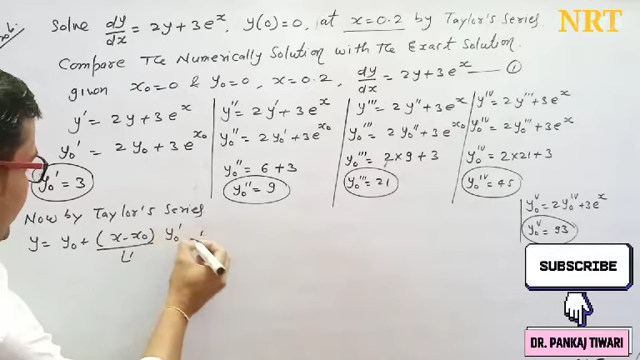 Solve dy/dx = 2y+3e^x, y(0)=0, at x=0.2 by Taylor's Series.
NRT
Compare The Numerically Solution with the Exact Solution.
given x₀=0 & y₀=0, x=0.2, dy/dx = 2y+3e^x —①
y' = 2y+3e^x
y₀' = 2y₀+3e^x₀
y₀' = 3
y'' = 2y'+3e^x
y₀'' = 2y₀'+3e^x₀
y₀'' = 6+3
y₀'' = 9
y''' = 2y''+3e^x
y₀''' = 2y₀''+3e^x₀
y₀''' = 2×9+3
y₀''' = 21
y^IV = 2y'''+3e^x
y₀^IV = 2y₀'''+3e^x
y₀^IV = 2×21+3
y₀^IV = 45
y₀^V = 2y₀^IV+3e^x
y₀^V = 93
Now by Taylor's Series
y = y₀ + (x-x₀)/L1 y₀'
SUBSCRIBE
DR. PANKAJ TIWARI